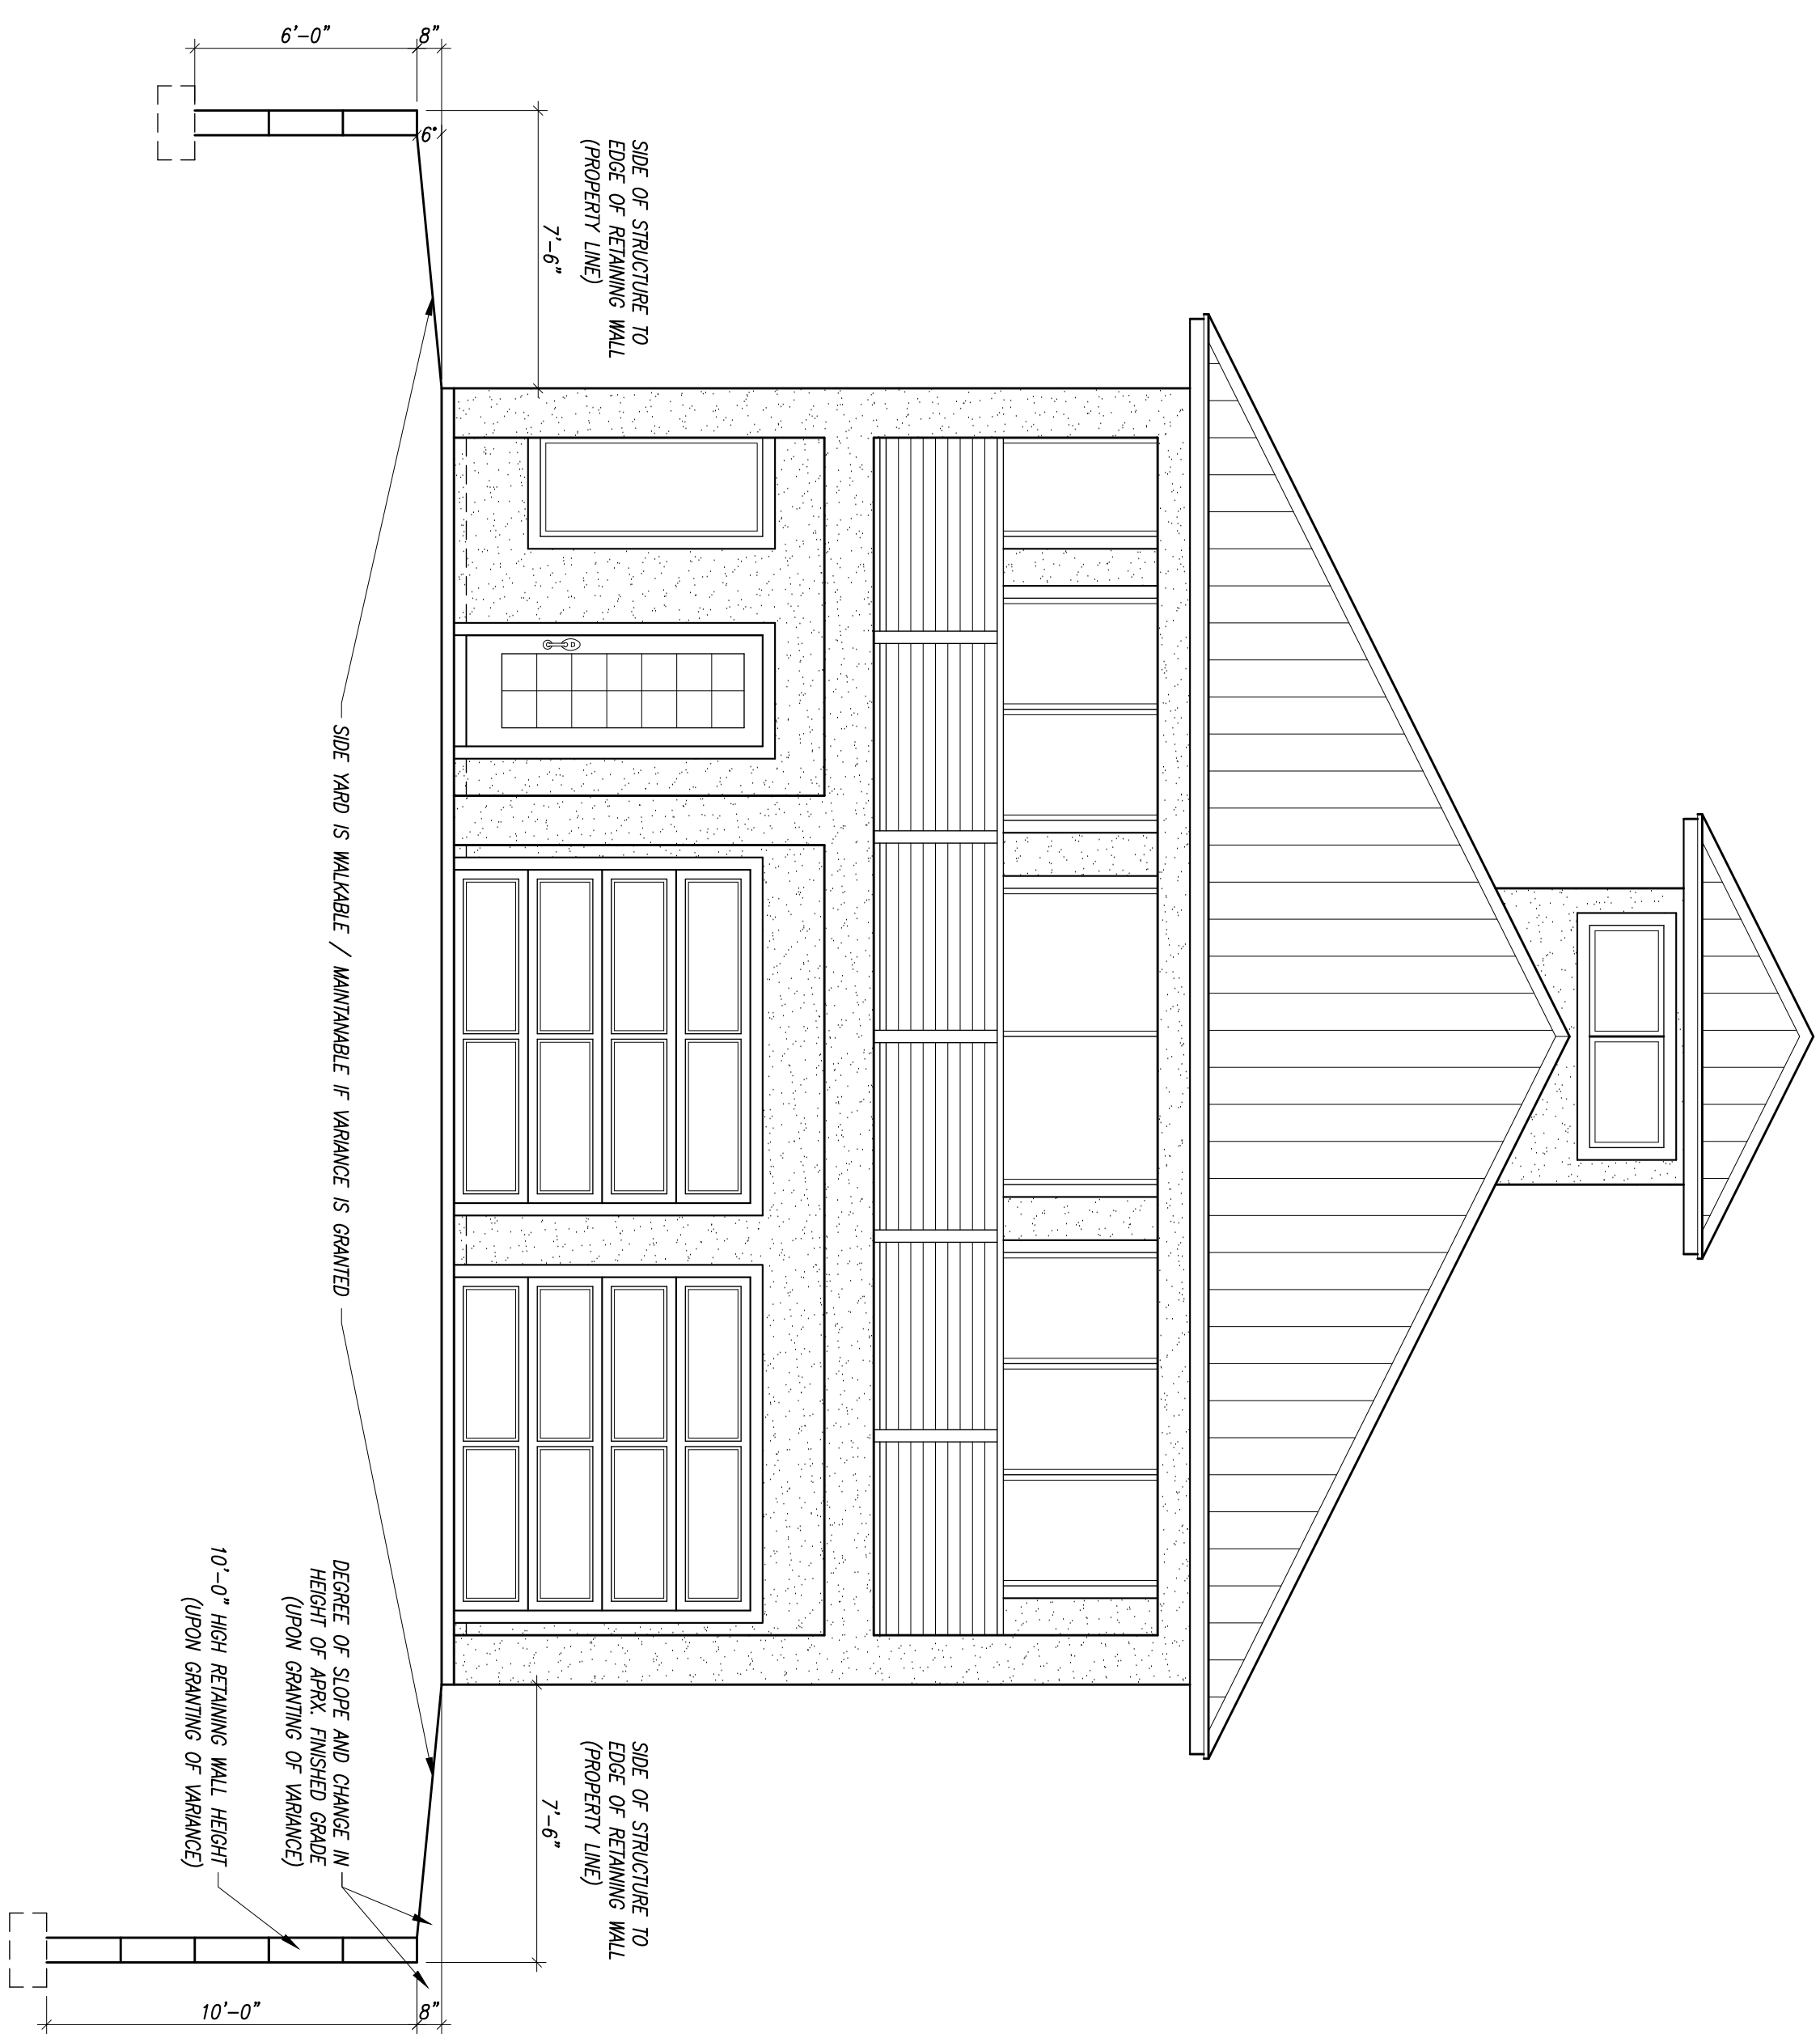 6'-0"
8"
6°
SIDE OF STRUCTURE TO
EDGE OF RETAINING WALL
(PROPERTY LINE)
7'-6"
SIDE YARD IS WALKABLE / MAINTANABLE IF VARIANCE IS GRANTED
SIDE OF STRUCTURE TO
EDGE OF RETAINING WALL
(PROPERTY LINE)
7'-6"
DEGREE OF SLOPE AND CHANGE IN
HEIGHT OF APRX. FINISHED GRADE
(UPON GRANTING OF VARIANCE)
10'-0" HIGH RETAINING WALL HEIGHT
(UPON GRANTING OF VARIANCE)
10'-0"
8"